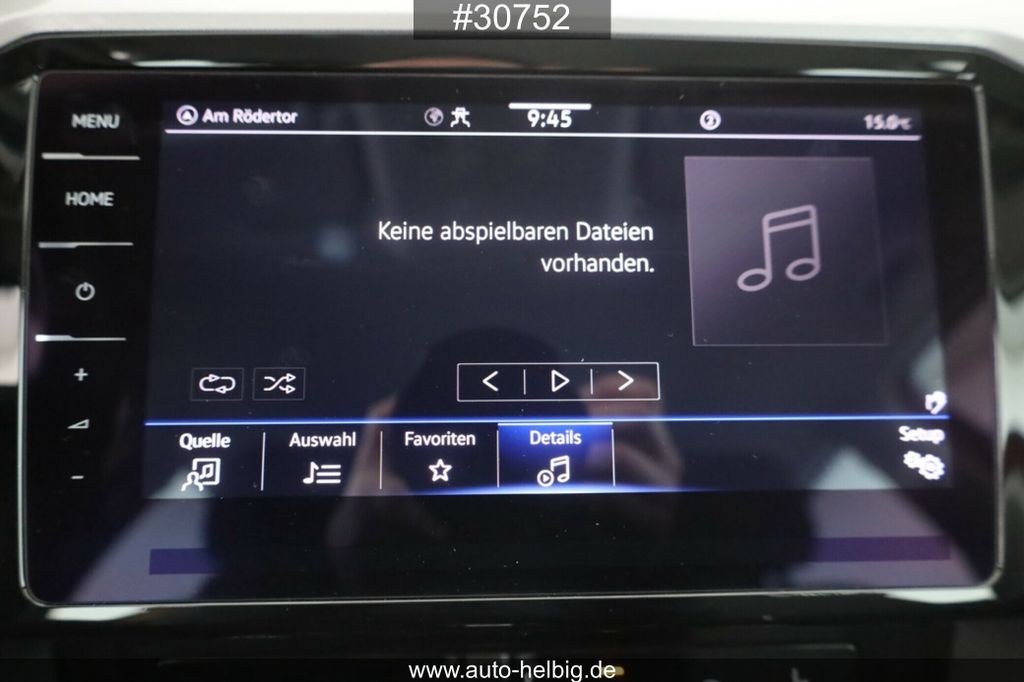 #30752
MENU
Am Rödertor
9:45
15.0°C
HOME
Keine abspielbaren Dateien
vorhanden.
+
-
Quelle
Auswahl
Favoriten
Details
Setup
www.auto-helbig.de